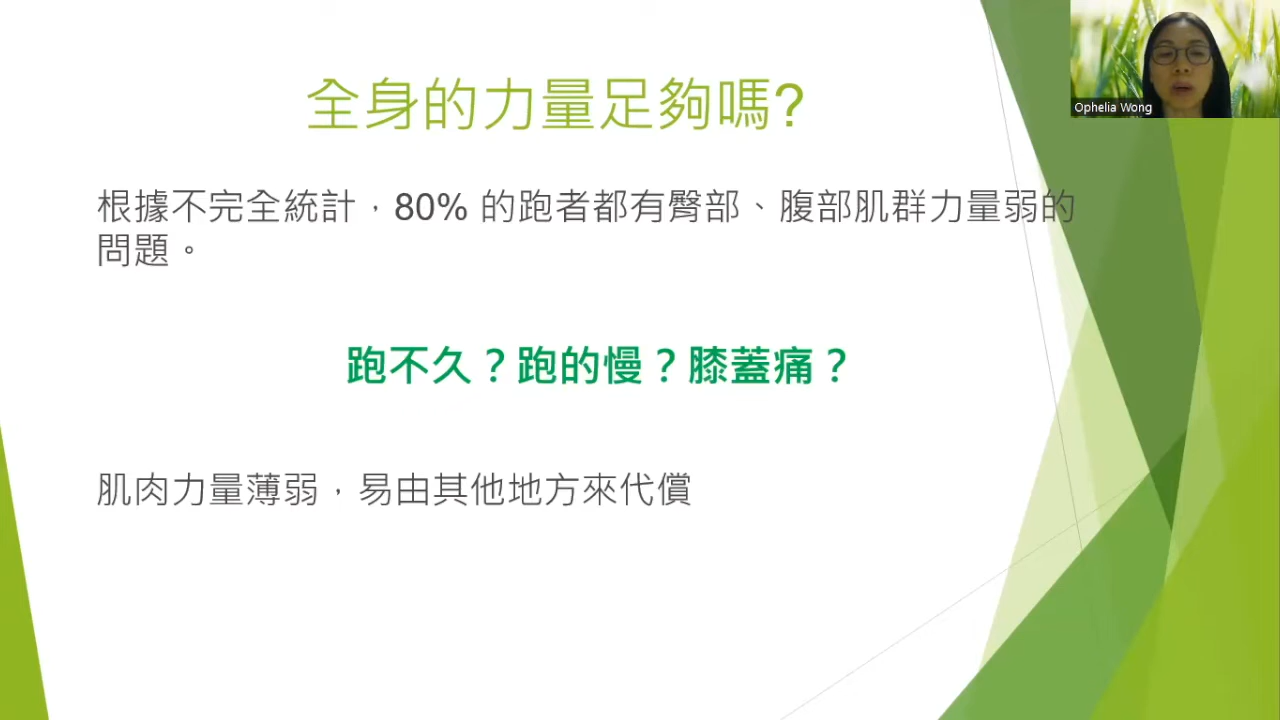 全身的力量足夠嗎?
根據不完全統計，80% 的跑者都有臀部、腹部肌群力量弱的
問題。
跑不久？跑的慢？膝蓋痛？
肌肉力量薄弱，易由其他地方來代償
Ophelia Wong